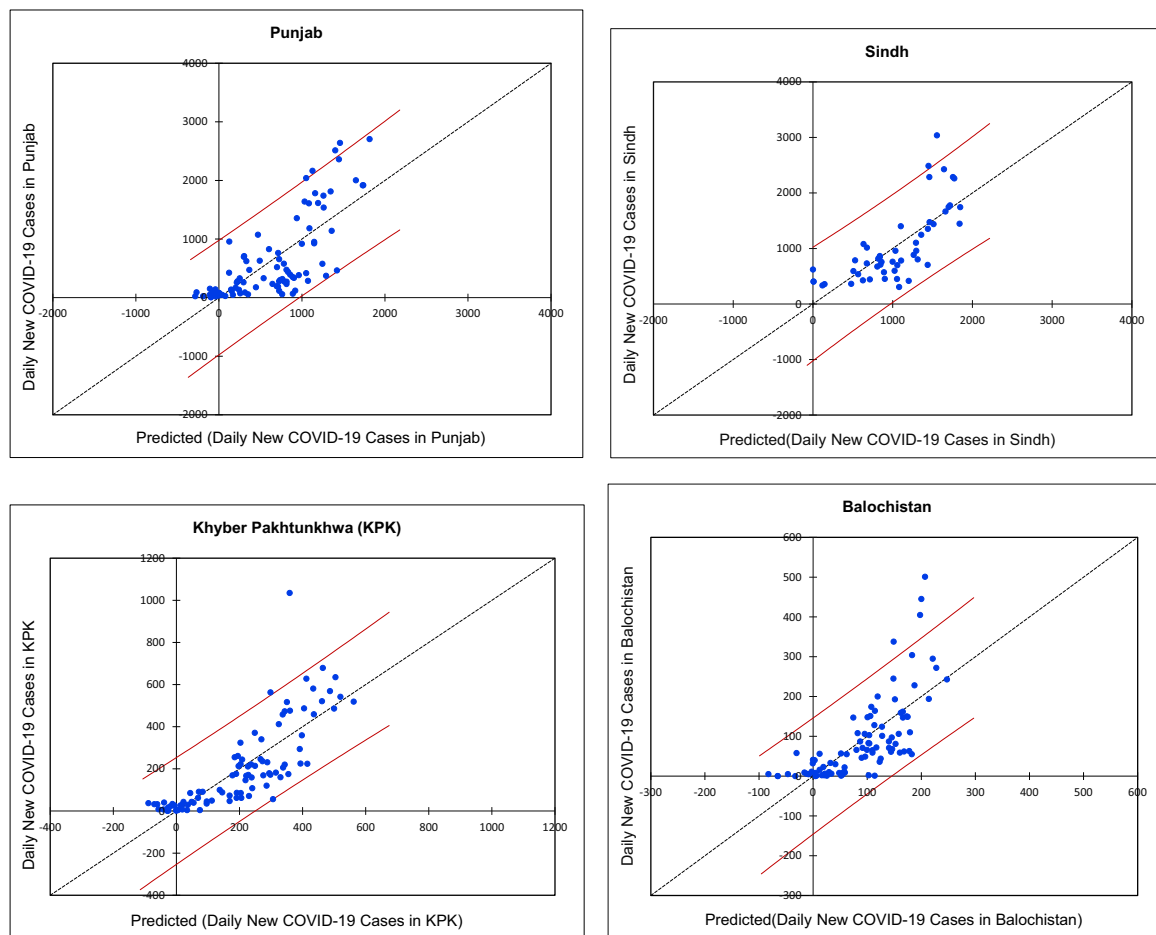 Punjab
4000
3000
2000
1000
0
-1000
-2000
-2000 -1000 0 1000 2000 3000 4000
Daily New COVID-19 Cases in Punjab
Predicted (Daily New COVID-19 Cases in Punjab)
Sindh
4000
3000
2000
1000
0
-1000
-2000
-2000 -1000 0 1000 2000 3000 4000
Daily New COVID-19 Cases in Sindh
Predicted(Daily New COVID-19 Cases in Sindh)
Khyber Pakhtunkhwa (KPK)
1200
1000
800
600
400
200
0
-200
-400
-400 -200 0 200 400 600 800 1000 1200
Daily New COVID-19 Cases in KPK
Predicted (Daily New COVID-19 Cases in KPK)
Balochistan
600
500
400
300
200
100
0
-100
-200
-300
-300 -200 -100 0 100 200 300 400 500 600
Daily New COVID-19 Cases in Balochistan
Predicted(Daily New COVID-19 Cases in Balochistan)